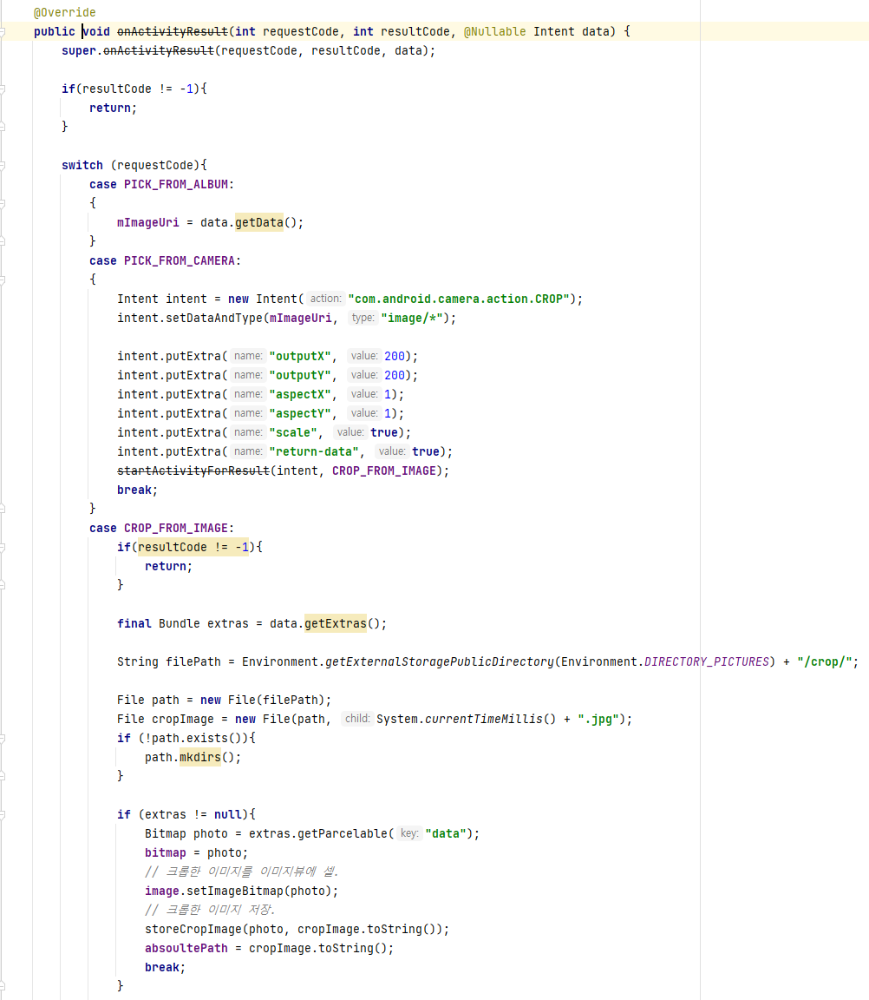 @Override
public void onActivityResult(int requestCode, int resultCode, @Nullable Intent data) {
super.onActivityResult(requestCode, resultCode, data);
if(resultCode != -1){
return;
}
switch (requestCode){
case PICK_FROM_ALBUM:
{
mImageUri = data.getData();
}
case PICK_FROM_CAMERA:
{
Intent intent = new Intent( action: "com.android.camera.action.CROP");
intent.setDataAndType(mImageUri, type: "image/*");
intent.putExtra( name: "outputX", value: 200);
intent.putExtra( name: "outputY", value: 200);
intent.putExtra( name: "aspectX", value: 1);
intent.putExtra( name: "aspectY", value: 1);
intent.putExtra( name: "scale", value: true);
intent.putExtra( name: "return-data", value: true);
startActivityForResult(intent, CROP_FROM_IMAGE);
break;
}
case CROP_FROM_IMAGE:
if(resultCode != -1){
return;
}
final Bundle extras = data.getExtras();
String filePath = Environment.getExternalStoragePublicDirectory(Environment.DIRECTORY_PICTURES) + "/crop/";
File path = new File(filePath);
File cropImage = new File(path, child: System.currentTimeMillis() + ".jpg");
if (!path.exists()){
path.mkdirs();
}
if (extras != null){
Bitmap photo = extras.getParcelable( key: "data");
bitmap = photo;
// 크롭한 이미지를 이미지뷰에 셑.
image.setImageBitmap(photo);
// 크롭한 이미지 저장.
storeCropImage(photo, cropImage.toString());
absoultePath = cropImage.toString();
break;
}